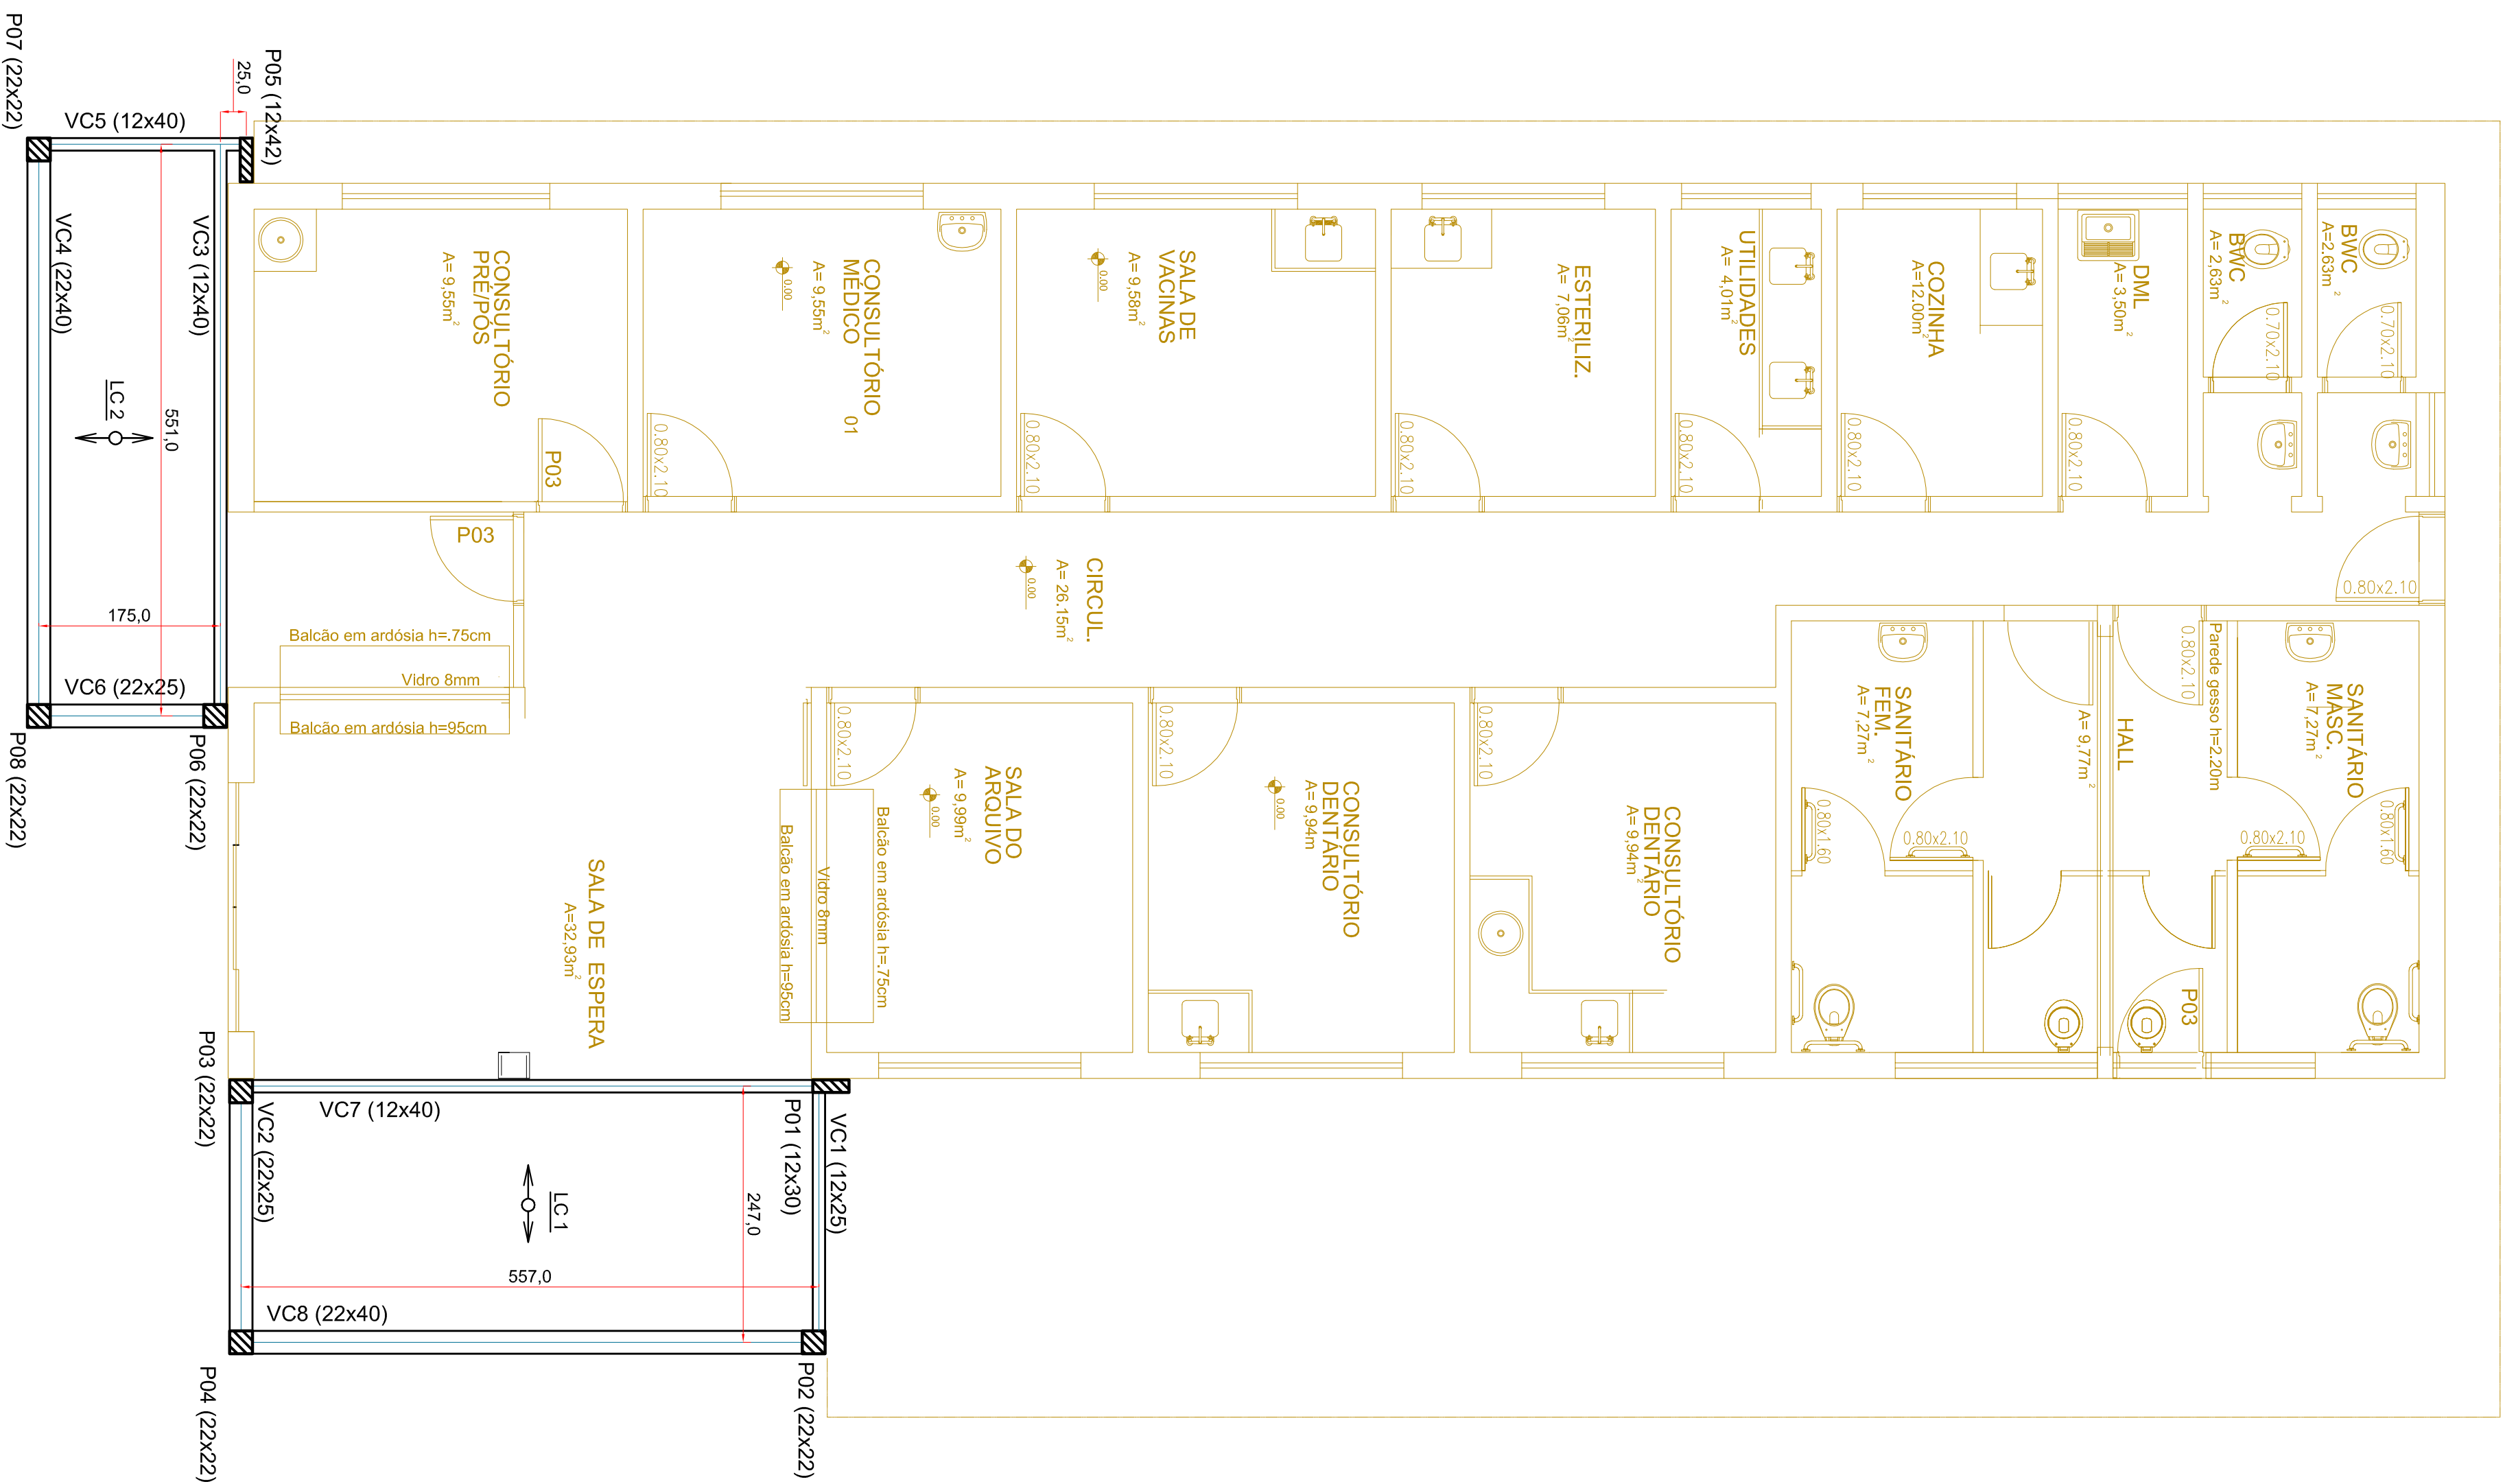 P07 (22x22)
VC5 (12x40)
25,0
P05 (12x42)
VC4 (22x40)
VC3 (12x40)
LC 2
551,0
175,0
VC6 (22x25)
P08 (22x22)
P06 (22x22)
CONSULTÓRIO
PRÉ/PÓS
A= 9,55m²
P03
CONSULTÓRIO
MÉDICO 01
A= 9,55m²
0.00
0.80x2.10
SALA DE
VACINAS
A= 9,58m²
0.00
0.80x2.10
ESTERILIZ.
A= 7,06m²
0.80x2.10
UTILIDADES
A= 4,01m²
0.80x2.10
COZINHA
A=12.00m²
0.80x2.10
DML
A= 3,50m²
0.80x2.10
BWC
A= 2,63m²
0.70x2.10
BWC
A=2.63m²
0.70x2.10
P03
CIRCUL.
A= 26.15m²
0.00
0.80x2.10
Balcão em ardósia h=.75cm
Vidro 8mm
Balcão em ardósia h=95cm
SALA DE ESPERA
A=32,93m²
0.80x2.10
SALA DO
ARQUIVO
A= 9,99m²
0.00
Balcão em ardósia h=.75cm
Vidro 8mm
Balcão em ardósia h=95cm
0.80x2.10
CONSULTÓRIO
DENTÁRIO
A= 9,94m
0.00
0.80x2.10
CONSULTÓRIO
DENTÁRIO
A= 9,94m²
SANITÁRIO
FEM.
A= 7,27m²
0.80x1.60
0.80x2.10
HALL
A= 9,77m²
0.80x2.10
Parede gesso h=2.20m
SANITÁRIO
MASC.
A= 7,27m²
0.80x2.10
0.80x1.60
P03
P03 (22x22)
VC2 (22x25)
VC7 (12x40)
P01 (12x30)
VC1 (12x25)
LC 1
247,0
557,0
VC8 (22x40)
P04 (22x22)
P02 (22x22)